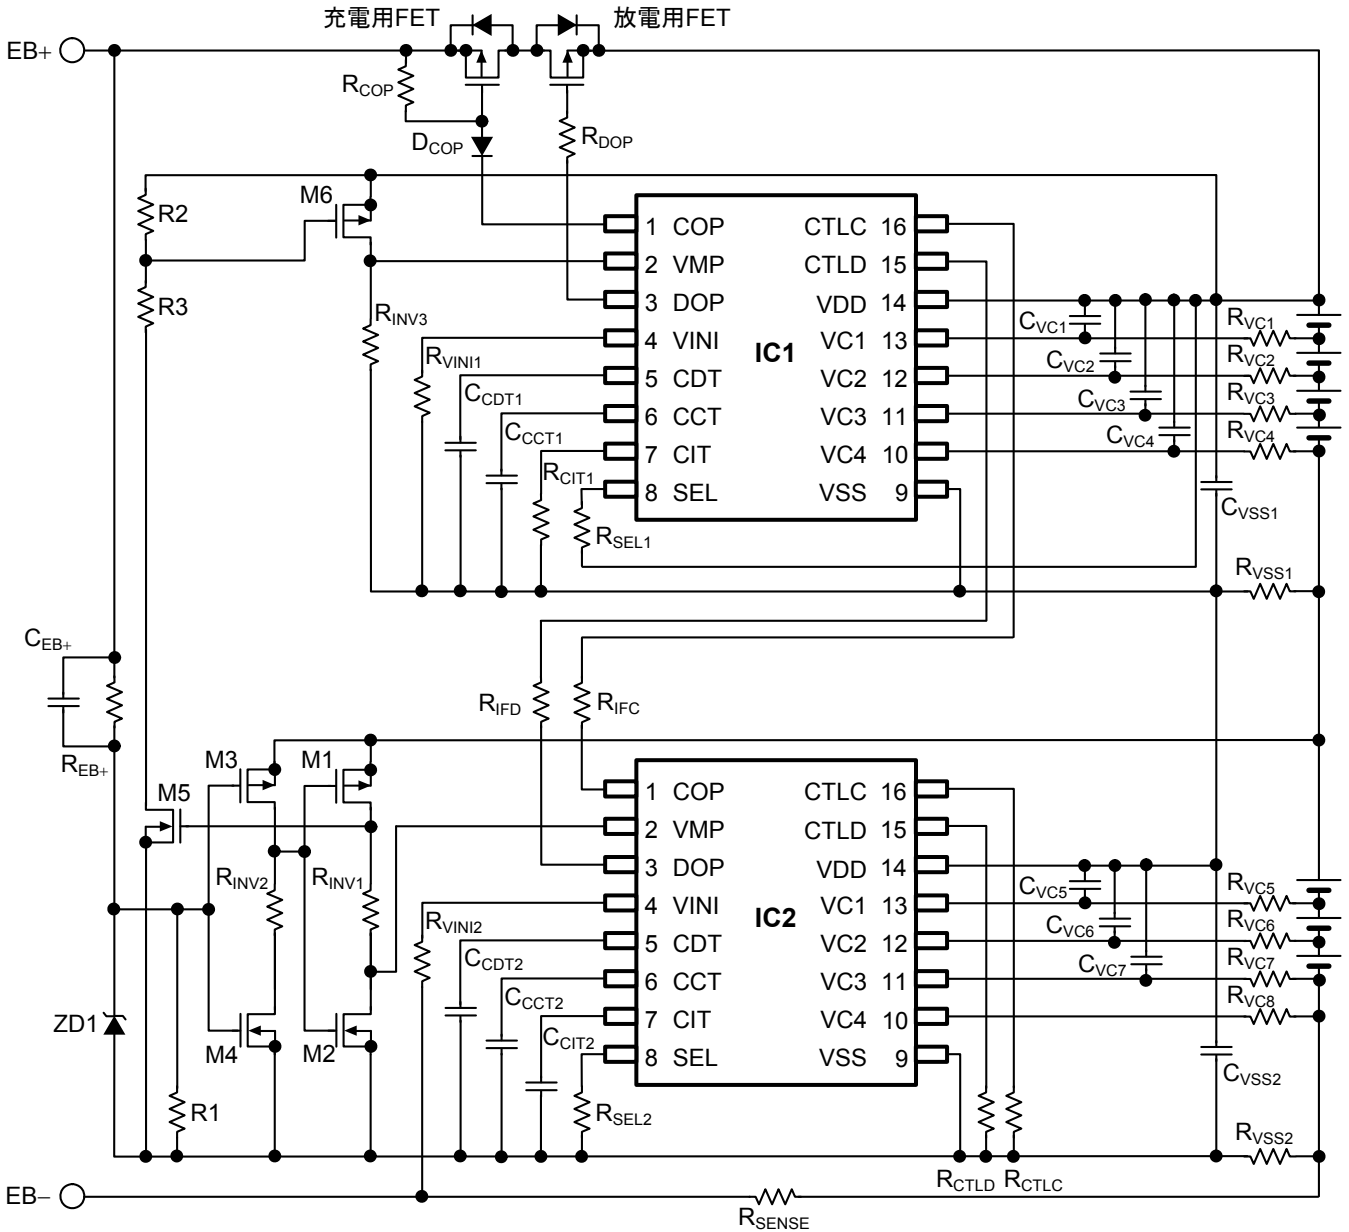 充電用FET 放電用FET
EB+
RCOP
DCOP
RDOP
M6
R2
R3
RINV3
RVINI1
CCDT1
CCCT1
RCIT1
RSEL1
1 COP CTLC 16
2 VMP CTLD 15
3 DOP VDD 14
4 VINI VC1 13
5 CDT VC2 12
6 CCT VC3 11
7 CIT VC4 10
8 SEL VSS 9
IC1
CVC1
CVC2
CVC3
CVC4
RVC1
RVC2
RVC3
RVC4
CVSS1
RVSS1
CEB+
REB+
RIFD
RIFC
M3
M1
M5
RINV2
RINV1
RVINI2
CCDT2
CCCT2
CCIT2
RSEL2
1 COP CTLC 16
2 VMP CTLD 15
3 DOP VDD 14
4 VINI VC1 13
5 CDT VC2 12
6 CCT VC3 11
7 CIT VC4 10
8 SEL VSS 9
IC2
CVC5
CVC6
CVC7
RVC5
RVC6
RVC7
RVC8
CVSS2
RVSS2
ZD1
M4
M2
R1
RCTLD RCTLC
EB−
RSENSE